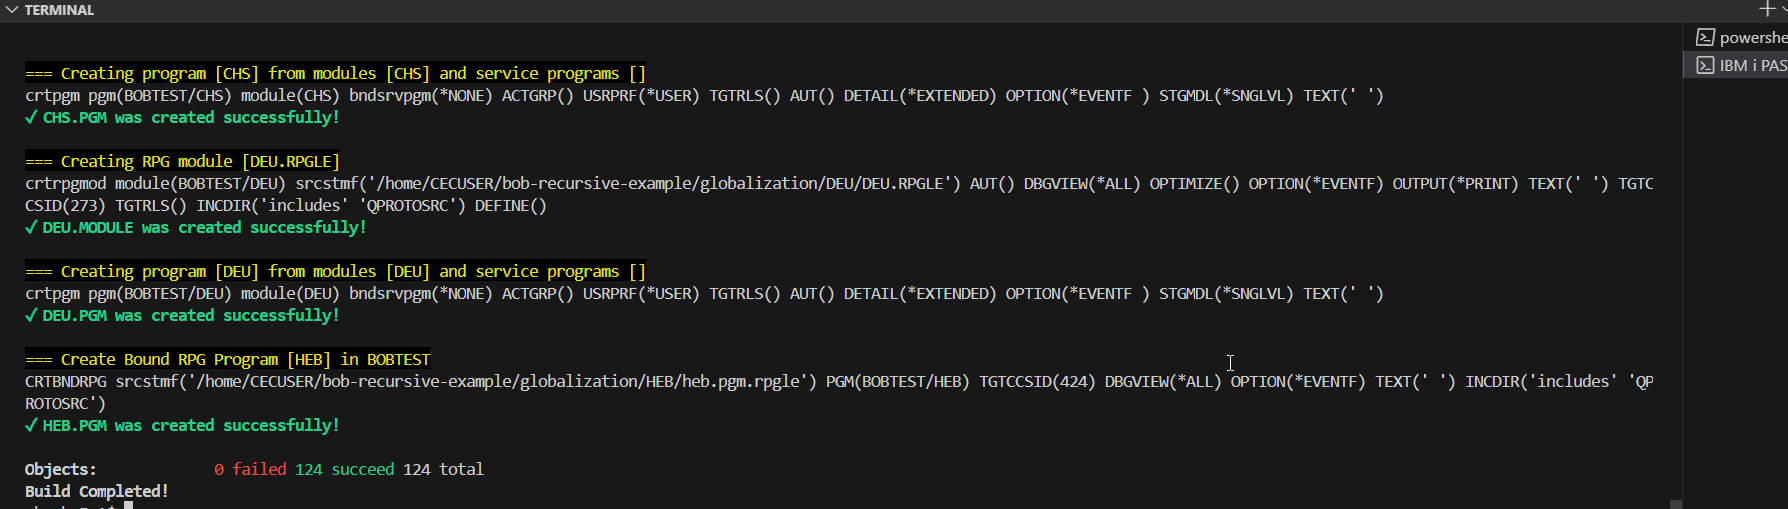 TERMINAL
=== Creating program [CHS] from modules [CHS] and service programs []
crtpgm pgm(BOBTEST/CHS) module(CHS) bndsrvpgm(*NONE) ACTGRP() USRPRF(*USER) TGTRLS() AUT() DETAIL(*EXTENDED) OPTION(*EVENTF ) STGMDL(*SNGLVL) TEXT(' ')
✓ CHS.PGM was created successfully!
=== Creating RPG module [DEU.RPGLE]
crtrpgmod module(BOBTEST/DEU) srcstmf('/home/CECUSER/bob-recursive-example/globalization/DEU/DEU.RPGLE') AUT() DBGVIEW(*ALL) OPTIMIZE() OPTION(*EVENTF) OUTPUT(*PRINT) TEXT(' ') TGTC
CSID(273) TGTRLS() INCDIR('includes' 'QPROTOSRC') DEFINE()
✓ DEU.MODULE was created successfully!
=== Creating program [DEU] from modules [DEU] and service programs []
crtpgm pgm(BOBTEST/DEU) module(DEU) bndsrvpgm(*NONE) ACTGRP() USRPRF(*USER) TGTRLS() AUT() DETAIL(*EXTENDED) OPTION(*EVENTF ) STGMDL(*SNGLVL) TEXT(' ')
✓ DEU.PGM was created successfully!
=== Create Bound RPG Program [HEB] in BOBTEST
CRTBNDRPG srcstmf('/home/CECUSER/bob-recursive-example/globalization/HEB/heb.pgm.rpgle') PGM(BOBTEST/HEB) TGTCCSID(424) DBGVIEW(*ALL) OPTION(*EVENTF) TEXT(' ') INCDIR('includes' 'QP
ROTOSRC')
✓ HEB.PGM was created successfully!
Objects: 0 failed 124 succeed 124 total
Build Completed!
powershe
IBM i PAS